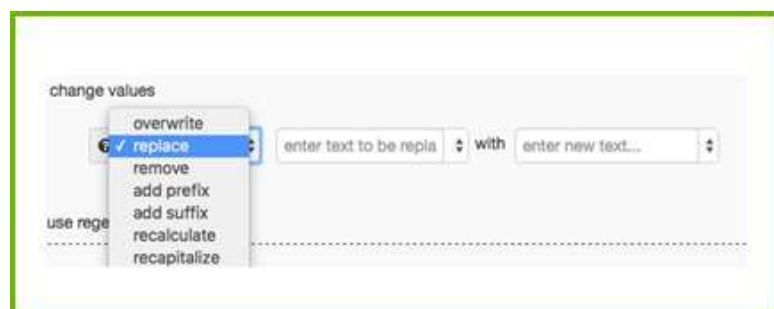 change values
overwrite
✓ replace
enter text to be repla
with
enter new text...
remove
add prefix
add suffix
use rege
recalculate
recapitalize